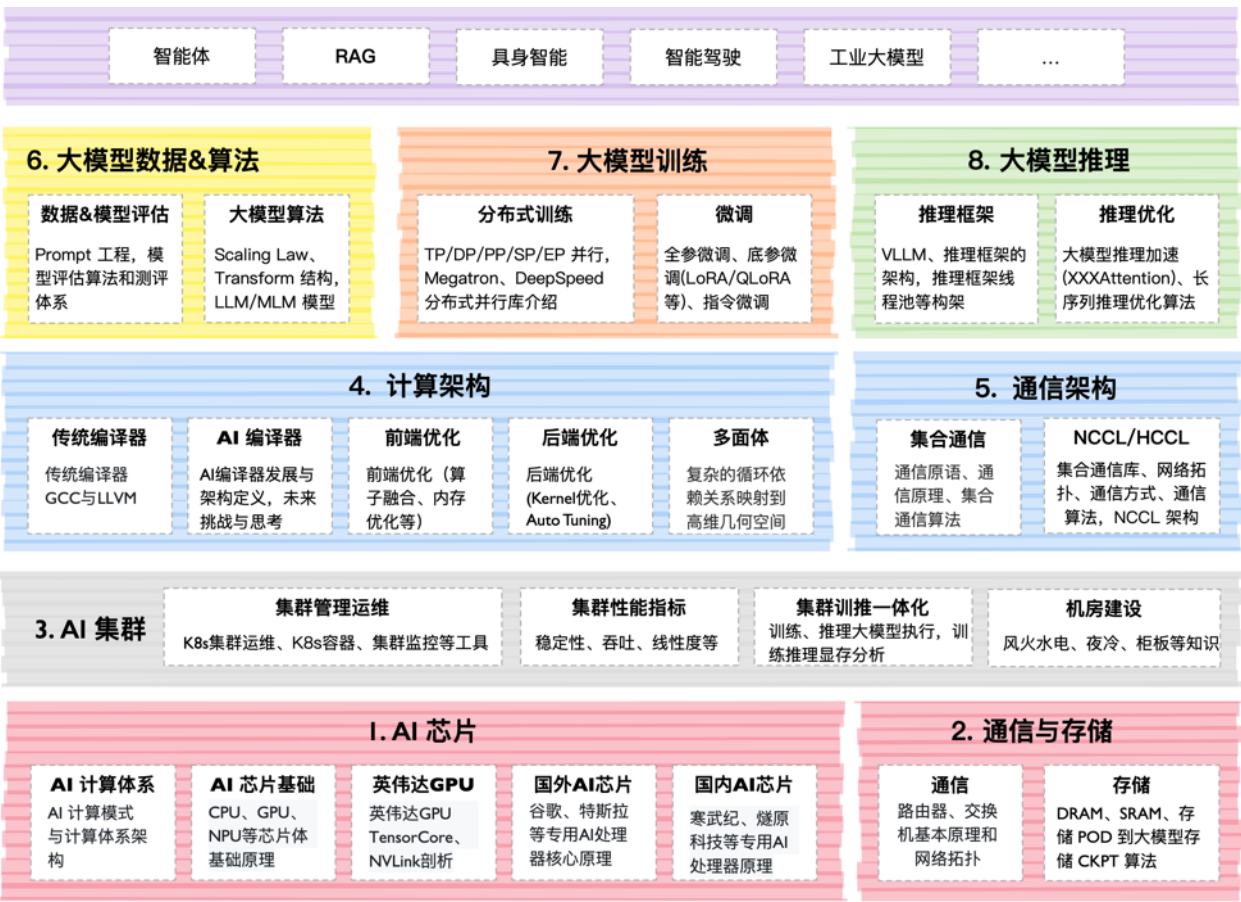 智能体
RAG
具身智能
智能驾驶
工业大模型
...
6. 大模型数据&算法
数据&模型评估
Prompt 工程，模
型评估算法和测评
体系
大模型算法
Scaling Law、
Transform 结构，
LLM/MLM 模型
7. 大模型训练
分布式训练
TP/DP/PP/SP/EP 并行，
Megatron、DeepSpeed
分布式并行库介绍
微调
全参微调、底参微
调(LoRA/QLoRA
等）、指令微调
8. 大模型推理
推理框架
VLLM、推理框架的
架构，推理框架线
程池等构架
推理优化
大模型推理加速
(XXXAttention)、长
序列推理优化算法
4. 计算架构
传统编译器
传统编译器
GCC与LLVM
AI 编译器
AI编译器发展与
架构定义，未来
挑战与思考
前端优化
前端优化（算
子融合、内存
优化等）
后端优化
后端优化
(Kernel优化、
Auto Tuning)
多面体
复杂的循环依
赖关系映射到
高维几何空间
5. 通信架构
集合通信
通信原语、通
信原理、集合
通信算法
NCCL/HCCL
集合通信库、网络拓
扑、通信方式、通信
算法，NCCL 架构
3. AI 集群
集群管理运维
K8s集群运维、K8s容器、集群监控等工具
集群性能指标
稳定性、吞吐、线性度等
集群训推一体化
训练、推理大模型执行，训
练推理显存分析
机房建设
风火水电、夜冷、柜板等知识
1. AI 芯片
AI 计算体系
AI 计算模式
与计算体系架
构
AI 芯片基础
CPU、GPU、
NPU等芯片体
基础原理
英伟达GPU
英伟达GPU
TensorCore、
NVLink剖析
国外AI芯片
谷歌、特斯拉
等专用AI处理
器核心原理
国内AI芯片
寒武纪、燧原
科技等专用AI
处理器原理
2. 通信与存储
通信
路由器、交换
机基本原理和
网络拓扑
存储
DRAM、SRAM、存
储 POD 到大模型存
储 CKPT 算法